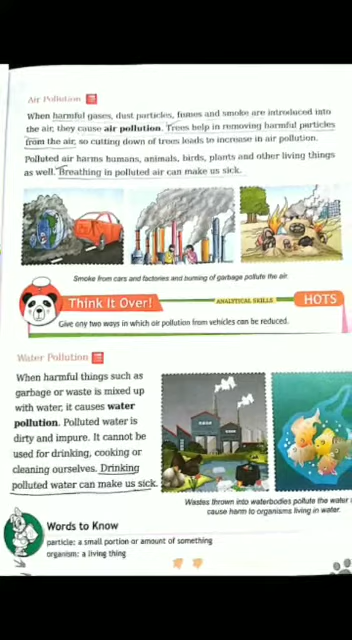 Air Pollution
When harmful gases, dust particles, fumes and smoke are introduced into
the air, they cause air pollution. Trees help in removing harmful particles
from the air, so cutting down of trees leads to increase in air pollution.
Polluted air harms humans, animals, birds, plants and other living things
as well. Breathing in polluted air can make us sick.
Smoke from cars and factories and burning of garbage pollute the air.
Think It Over!
ANALYTICAL SKILLS
HOTS
Give any two ways in which air pollution from vehicles can be reduced.
Water Pollution
When harmful things such as
garbage or waste is mixed up
with water, it causes water
pollution. Polluted water is
dirty and impure. It cannot be
used for drinking, cooking or
cleaning ourselves. Drinking
polluted water can make us sick.
Wastes thrown into waterbodies pollute the water
cause harm to organisms living in water.
Words to Know
particle: a small portion or amount of something
organism: a living thing